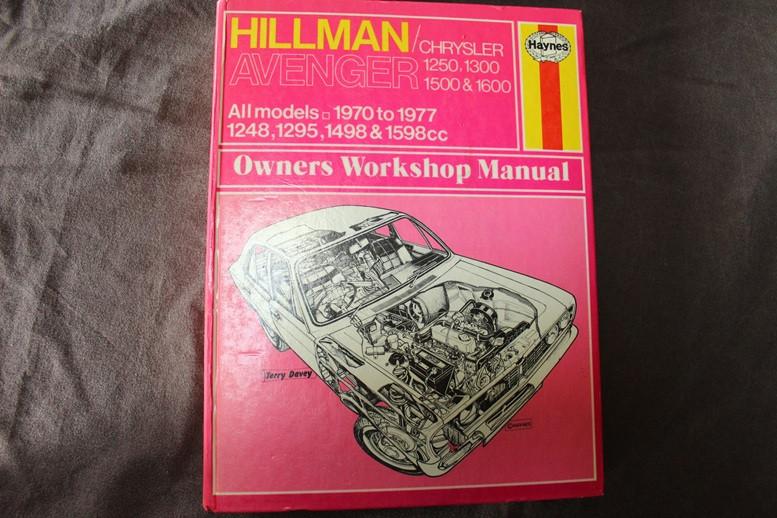 HILLMAN/CHRYSLER
AVENGER 1250, 1300
1500 & 1600
Haynes
All models □ 1970 to 1977
1248, 1295, 1498 & 1598cc
Owners Workshop Manual
Terry Davey